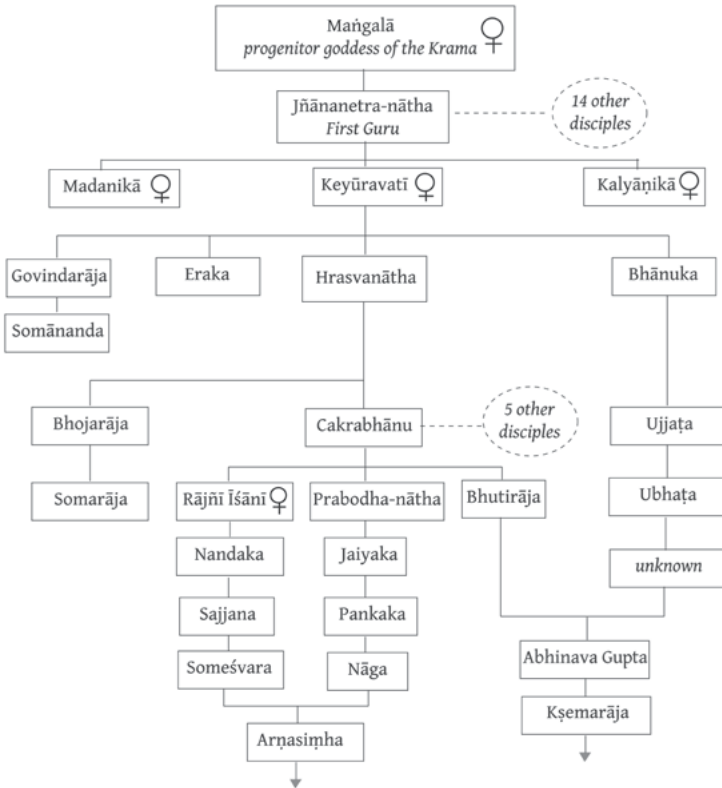 Maṅgalā
progenitor goddess of the Krama
Jñānanetra-nātha
First Guru
14 other
disciples
Madanikā
Keyūravatī
Kalyāṇikā
Govindarāja
Eraka
Hrasvanātha
Bhānuka
Somānanda
Bhojarāja
Cakrabhānu
5 other
disciples
Ujjaṭa
Somarāja
Rājñī Īśānī
Prabodha-nātha
Bhutirāja
Ubhaṭa
Nandaka
Jaiyaka
unknown
Sajjana
Pankaka
Someśvara
Nāga
Abhinava Gupta
Kṣemarāja
Arṇasiṃha